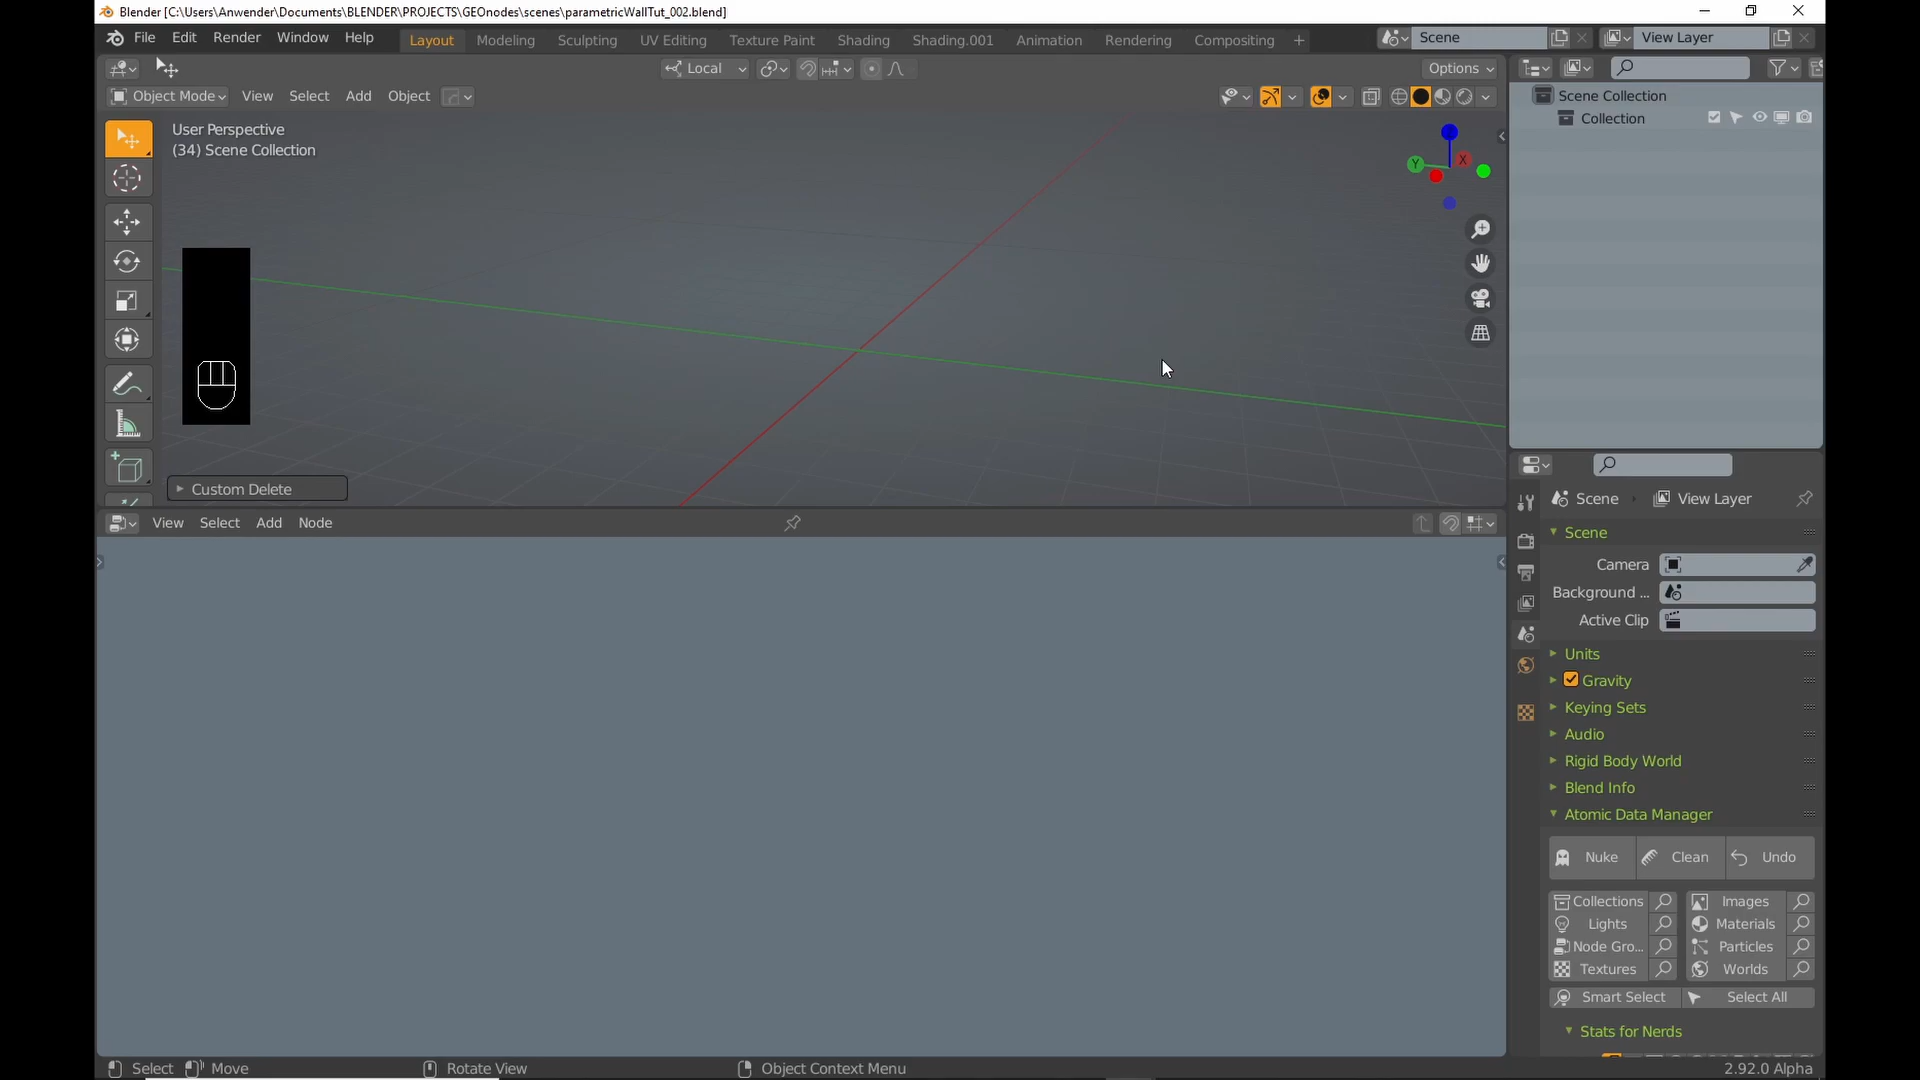 Blender [C:\Users\Anwender\Documents\BLENDER\PROJECTS\GEOnodes\scenes\parametricWallTut_002.blend]
File Edit Render Window Help Layout Modeling Sculpting UV Editing Texture Paint Shading Shading.001 Animation Rendering Compositing + Scene View Layer
Local Options
Object Mode View Select Add Object
User Perspective
(34) Scene Collection
Z
Y
X
Custom Delete
View Select Add Node
Scene Collection
Collection
Scene View Layer
Scene
Camera
Background ...
Active Clip
Units
Gravity
Keying Sets
Audio
Rigid Body World
Blend Info
Atomic Data Manager
Nuke Clean Undo
Collections Images
Lights Materials
Node Gro... Particles
Textures Worlds
Smart Select Select All
Stats for Nerds
Select Move Rotate View Object Context Menu 2.92.0 Alpha